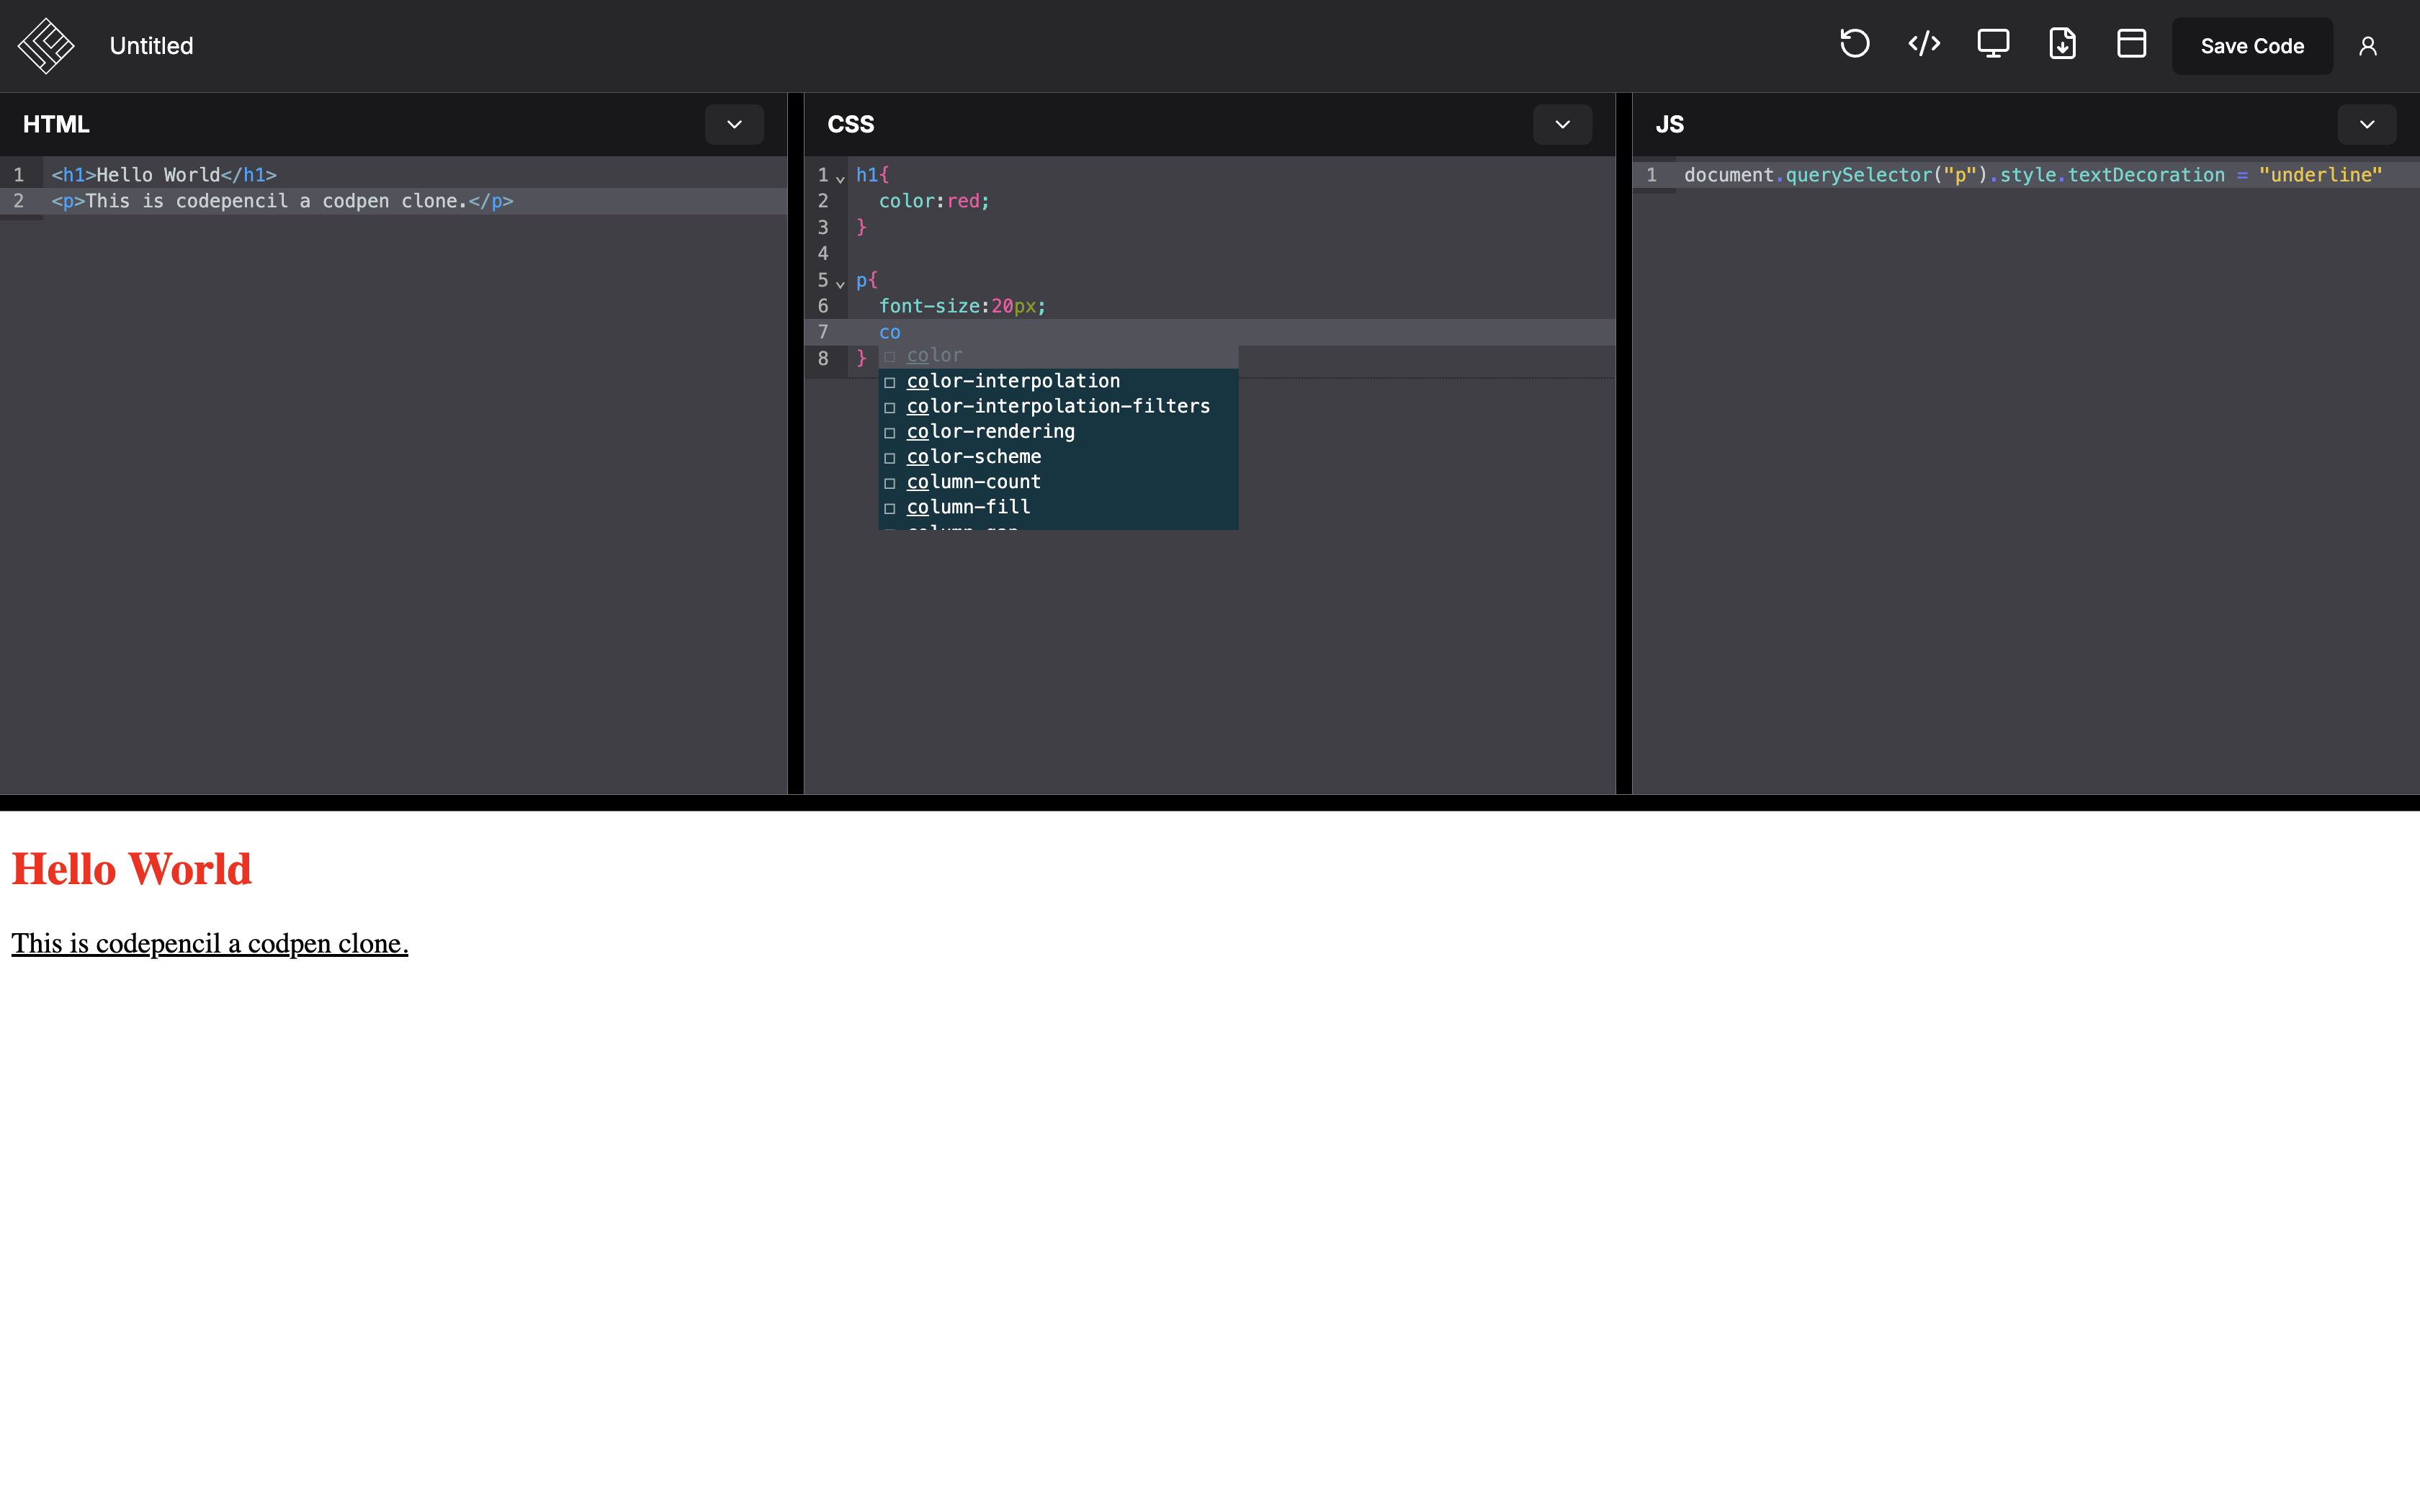 Untitled
Save Code
HTML
1 <h1>Hello World</h1>
2 <p>This is codepencil a codpen clone.</p>
CSS
1 h1{
2 color:red;
3 }
4
5 p{
6 font-size:20px;
7 co
8 }
color
color-interpolation
color-interpolation-filters
color-rendering
color-scheme
column-count
column-fill
JS
1 document.querySelector("p").style.textDecoration = "underline"
Hello World
This is codepencil a codpen clone.